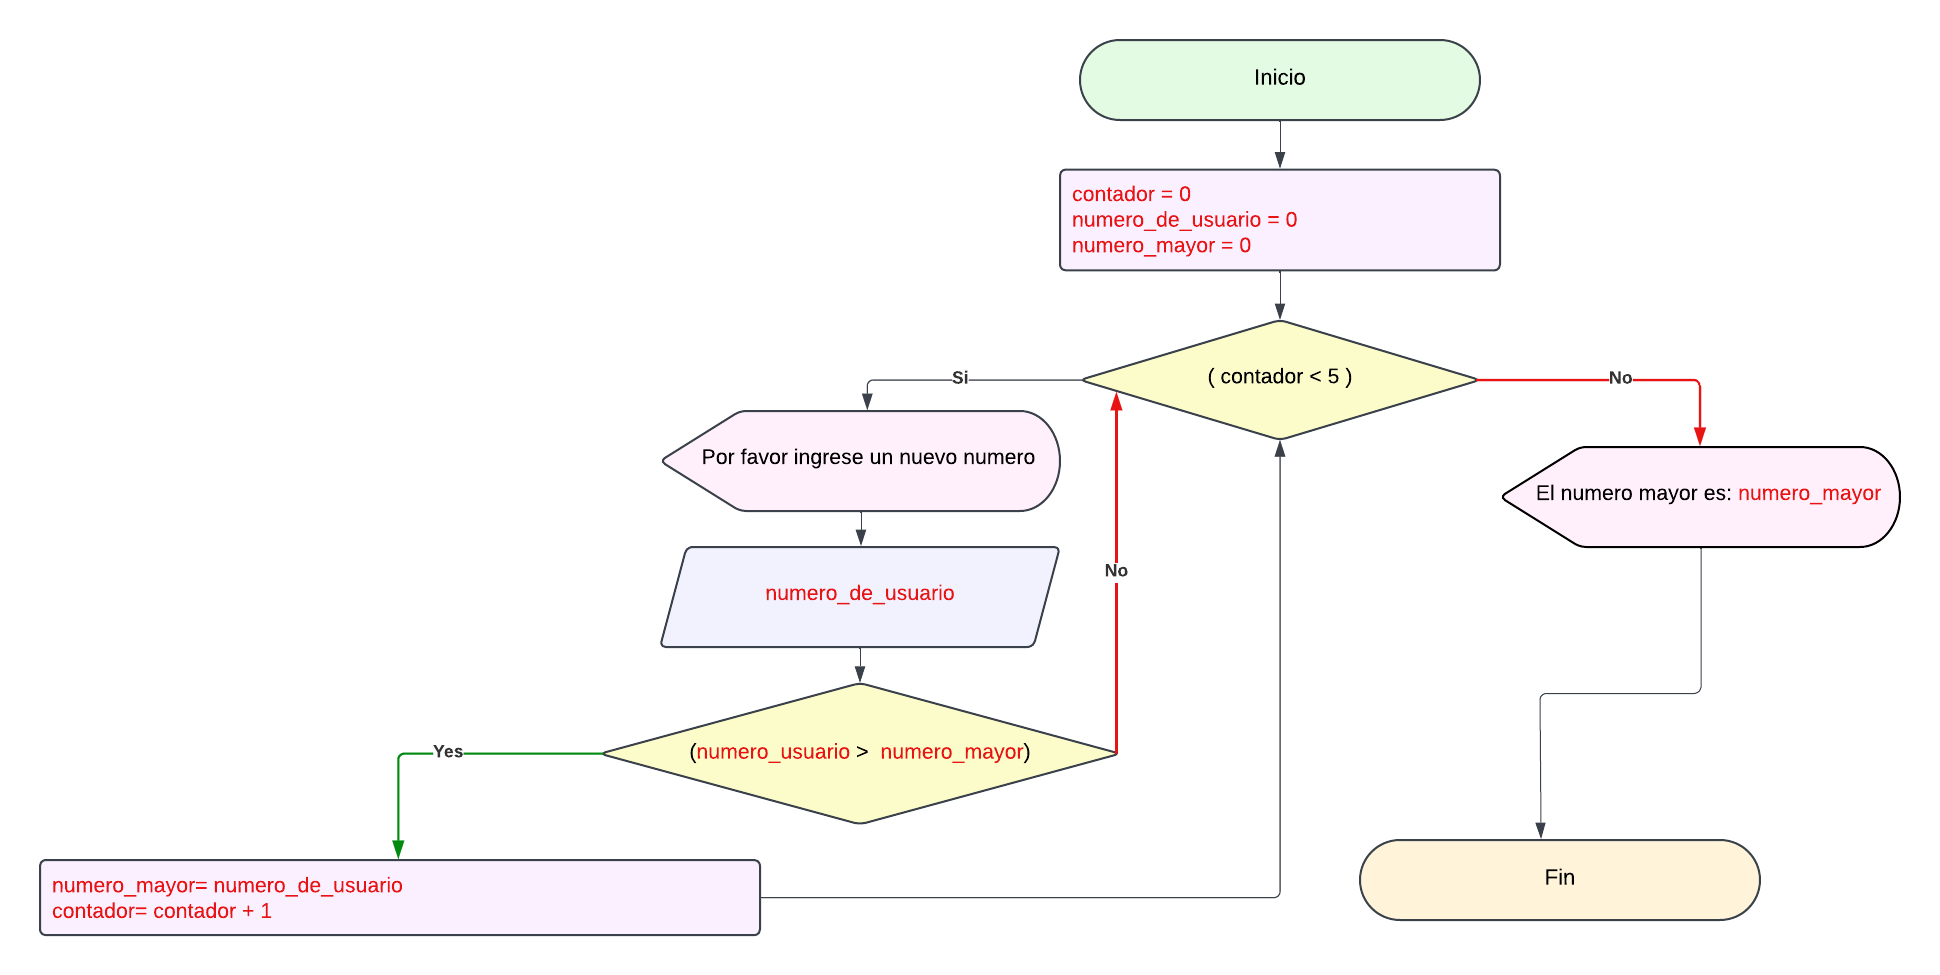 Inicio
contador = 0
numero_de_usuario = 0
numero_mayor = 0
( contador < 5 )
Si
No
Por favor ingrese un nuevo numero
El numero mayor es: numero_mayor
No
numero_de_usuario
(numero_usuario > numero_mayor)
Yes
numero_mayor= numero_de_usuario
contador= contador + 1
Fin